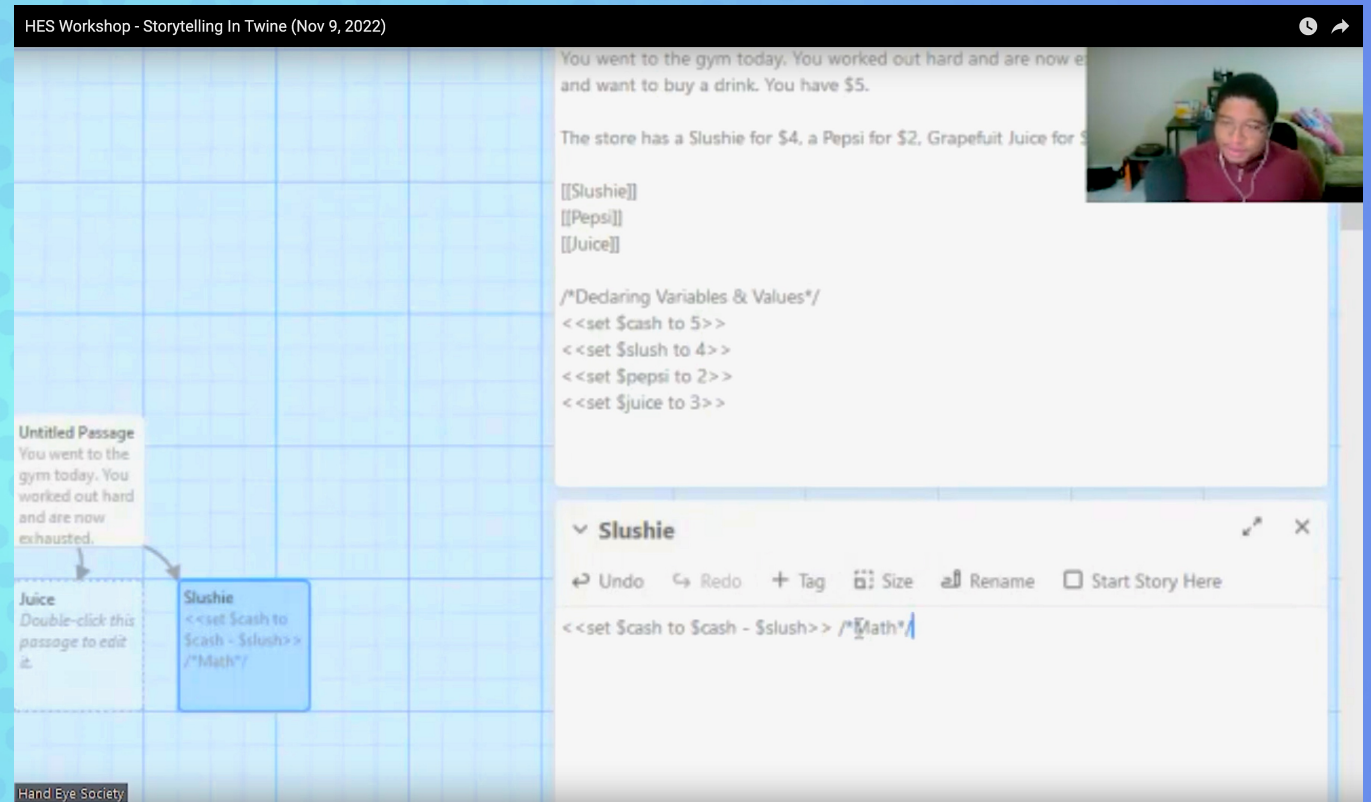 HES Workshop - Storytelling In Twine (Nov 9, 2022)
You went to the gym today. You worked out hard and are now
and want to buy a drink. You have $5.
The store has a Slushie for $4, a Pepsi for $2, Grapefuit Juice for $
[[Slushie]]
[[Pepsi]]
[[Juice]]
/*Declaring Variables & Values*/
<<set $cash to 5>>
<<set $slush to 4>>
<<set $pepsi to 2>>
<<set $juice to 3>>
Untitled Passage
You went to the
gym today. You
worked out hard
and are now
exhausted.
Juice
Double-click this
passage to edit
it.
Slushie
<<set $cash to
$cash - $slush>>
/*Math*/
Slushie
Undo Redo + Tag Size Rename Start Story Here
<<set $cash to $cash - $slush>> /*Math*/
Hand Eye Society